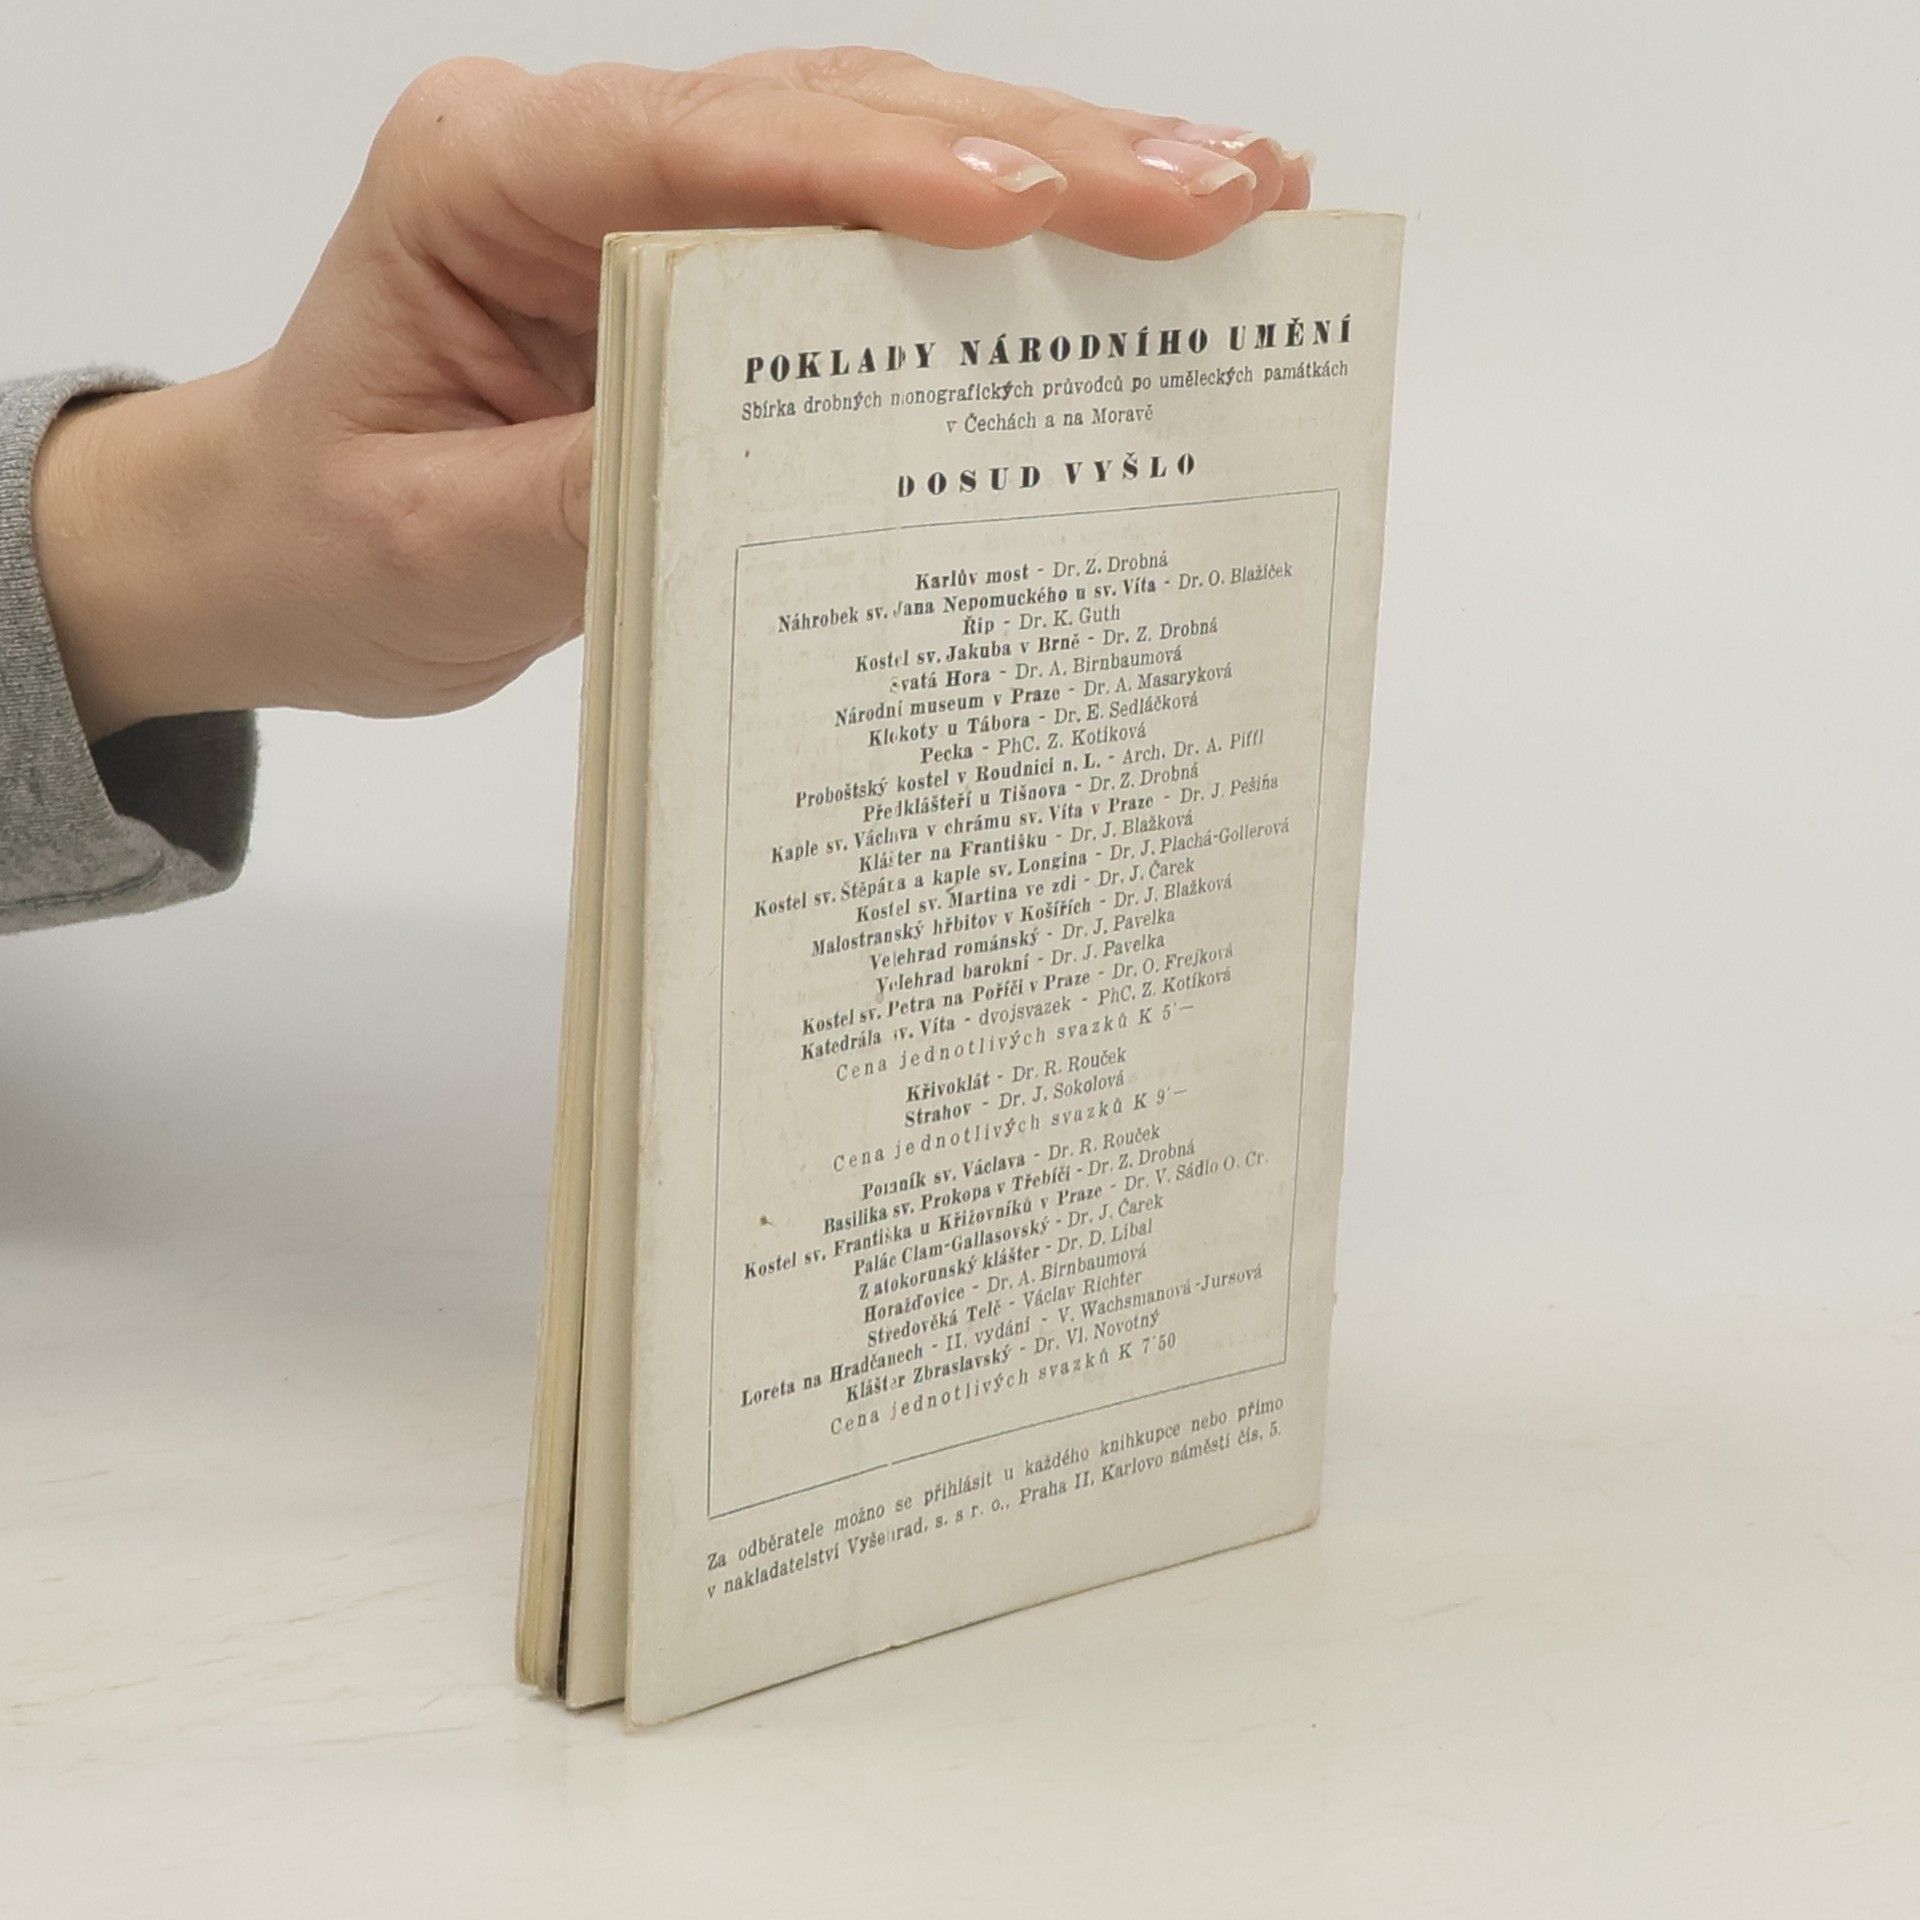 POKLADY NÁRODNÍHO UMĚNÍ
Sbírka drobných monografických průvodců po uměleckých památkách
v Čechách a na Moravě
DOSUD VYŠLO
Karlův most - Dr. Z. Drobná
Náhrobek sv. Jana Nepomuckého u sv. Víta - Dr. O. Blažíček
Říp - Dr. K. Guth
Kostel sv. Jakuba v Brně - Dr. Z. Drobná
Svatá Hora - Dr. A. Birnbaumová
Národní museum v Praze - Dr. A. Masaryková
Klokoty u Tábora - Dr. E. Sedláčková
Pecka - PhC. Z. Kotíková
Proboštský kostel v Roudnici n. L. - Arch. Dr. A. Piffl
Předklášteří u Tišnova - Dr. Z. Drobná
Kaple sv. Václava v chrámu sv. Víta v Praze - Dr. J. Pešina
Klášter na Františku - Dr. J. Blažková
Kostel sv. Štěpána a kaple sv. Longina - Dr. J. Plachá-Gollerová
Kostel sv. Martina ve zdi - Dr. J. Čarek
Malostranský hřbitov v Košířích - Dr. J. Blažková
Velehrad románský - Dr. J. Pavelka
Velehrad barokní - Dr. J. Pavelka
Kostel sv. Petra na Poříčí v Praze - Dr. O. Frejková
Katedrála sv. Víta - dvojsvazek - PhC. Z. Kotíková
Cena jednotlivých svazků K 5'—
Křivoklát - Dr. R. Rouček
Strahov - Dr. J. Sokolová
Cena jednotlivých svazků K 9'—
Pomník sv. Václava - Dr. R. Rouček
Basilika sv. Prokopa v Třebíči - Dr. Z. Drobná
Kostel sv. Františka u Křižovníků v Praze - Dr. V. Sádlo O. Cr.
Palác Clam-Gallasovský - Dr. J. Čarek
Zlatokorunský klášter - Dr. D. Líbal
Horažďovice - Dr. A. Birnbaumová
Středověká Telč - Václav Richter
Loreta na Hradčanech - II. vydání - V. Wachsmanová-Jursová
Klášter Zbraslavský - Dr. Vl. Novotný
Cena jednotlivých svazků K 7'50
Za odběratele možno se přihlásit u každého knihkupce nebo přímo
v nakladatelství Vyšehrad, s. s r. o., Praha II, Karlovo náměstí čís. 5.